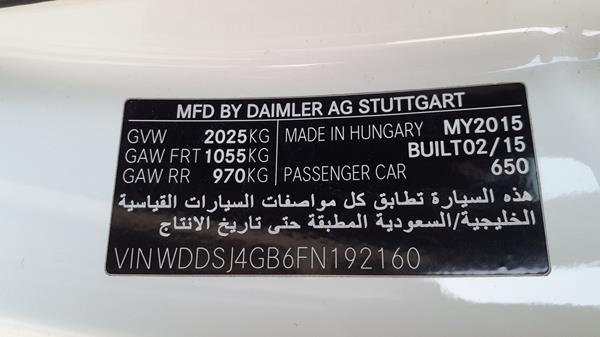 MFD BY DAIMLER AG STUTTGART
GVW 2025KG MADE IN HUNGARY MY2015
GAW FRT 1055KG BUILT02/15
GAW RR 970KG PASSENGER CAR 650
هذه السيارة تطابق كل مواصفات السيارات القياسية
الخليجية/السعودية المطبقة حتى تاريخ الانتاج
VIN WDDSJ4GB6FN192160